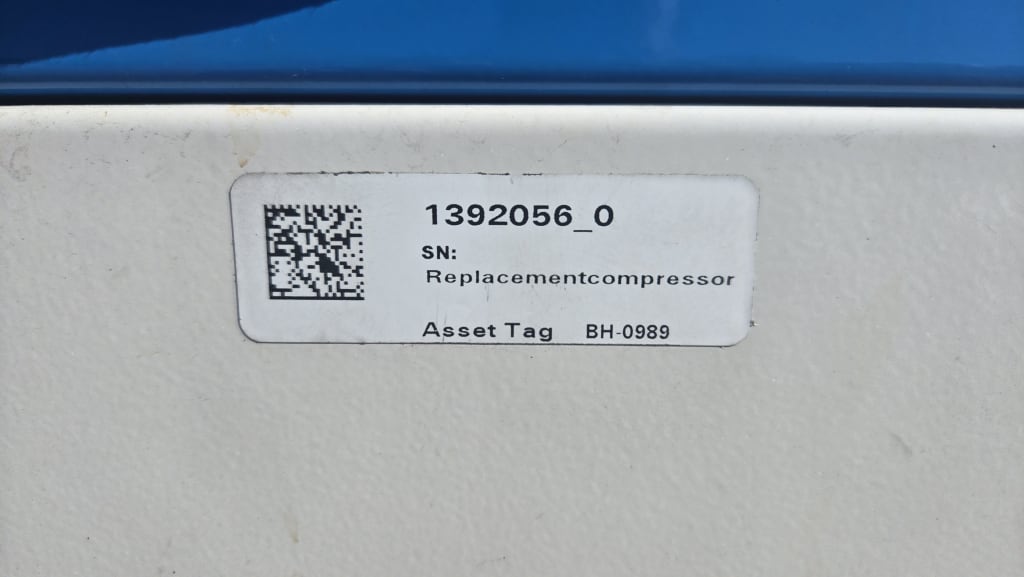 1392056_0
SN:
Replacementcompressor
Asset Tag BH-0989